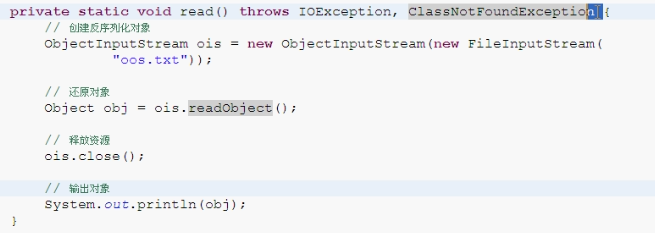 private static void read() throws IOException, ClassNotFoundException {
// 创建反序列化对象
ObjectInputStream ois = new ObjectInputStream(new FileInputStream(
"oos.txt"));
// 还原对象
Object obj = ois.readObject();
// 释放资源
ois.close();
// 输出对象
System.out.println(obj);
}